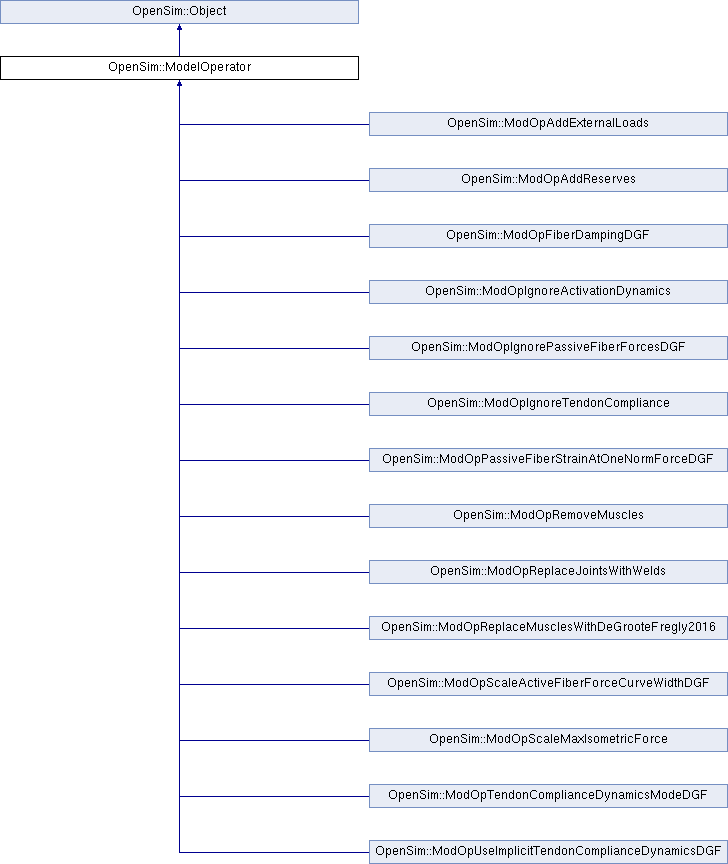 OpenSim::Object
OpenSim::ModelOperator
OpenSim::ModOpAddExternalLoads
OpenSim::ModOpAddReserves
OpenSim::ModOpFiberDampingDGF
OpenSim::ModOpIgnoreActivationDynamics
OpenSim::ModOpIgnorePassiveFiberForcesDGF
OpenSim::ModOpIgnoreTendonCompliance
OpenSim::ModOpPassiveFiberStrainAtOneNormForceDGF
OpenSim::ModOpRemoveMuscles
OpenSim::ModOpReplaceJointsWithWelds
OpenSim::ModOpReplaceMusclesWithDeGrooteFregly2016
OpenSim::ModOpScaleActiveFiberForceCurveWidthDGF
OpenSim::ModOpScaleMaxIsometricForce
OpenSim::ModOpTendonComplianceDynamicsModeDGF
OpenSim::ModOpUseImplicitTendonComplianceDynamicsDGF